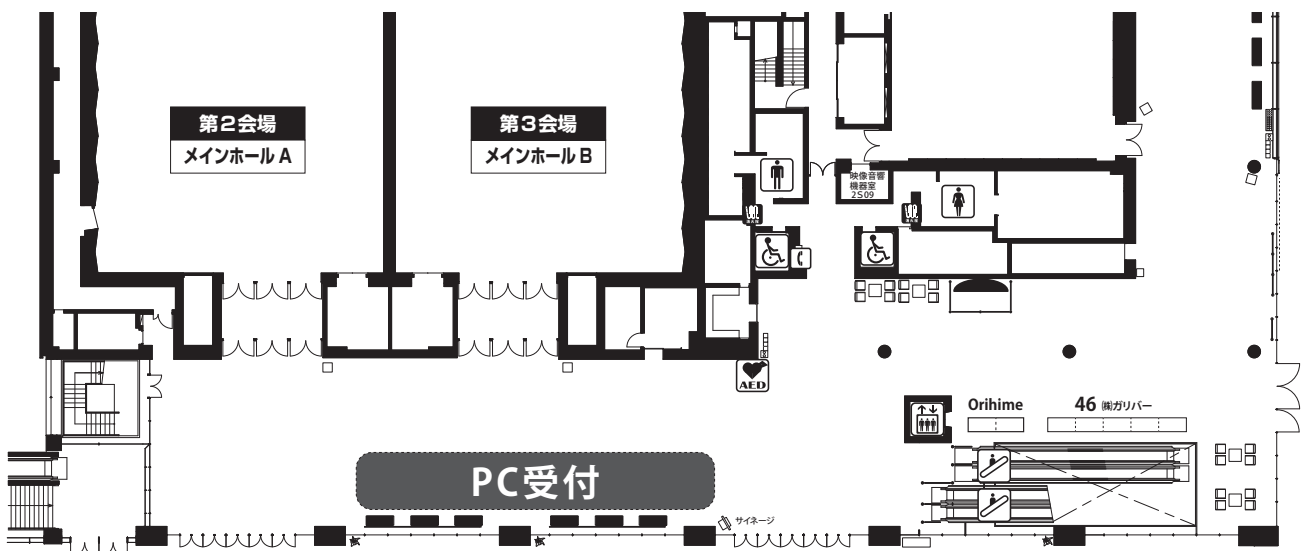 第2会場
メインホール A
第3会場
メインホール B
映像音響
機器室
2S09
AED
Orihime
46 ㈱ガリバー
PC受付
サイネージ